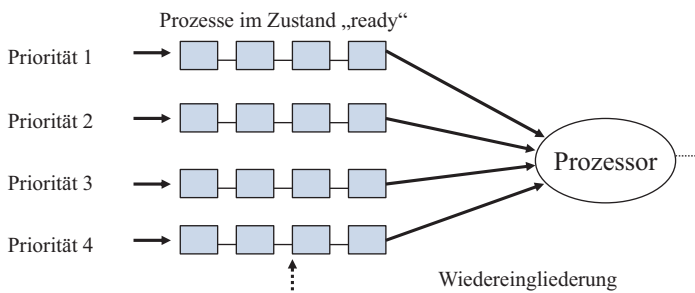 Prozesse im Zustand „ready“
Priorität 1
Priorität 2
Priorität 3
Priorität 4
Prozessor
Wiedereingliederung